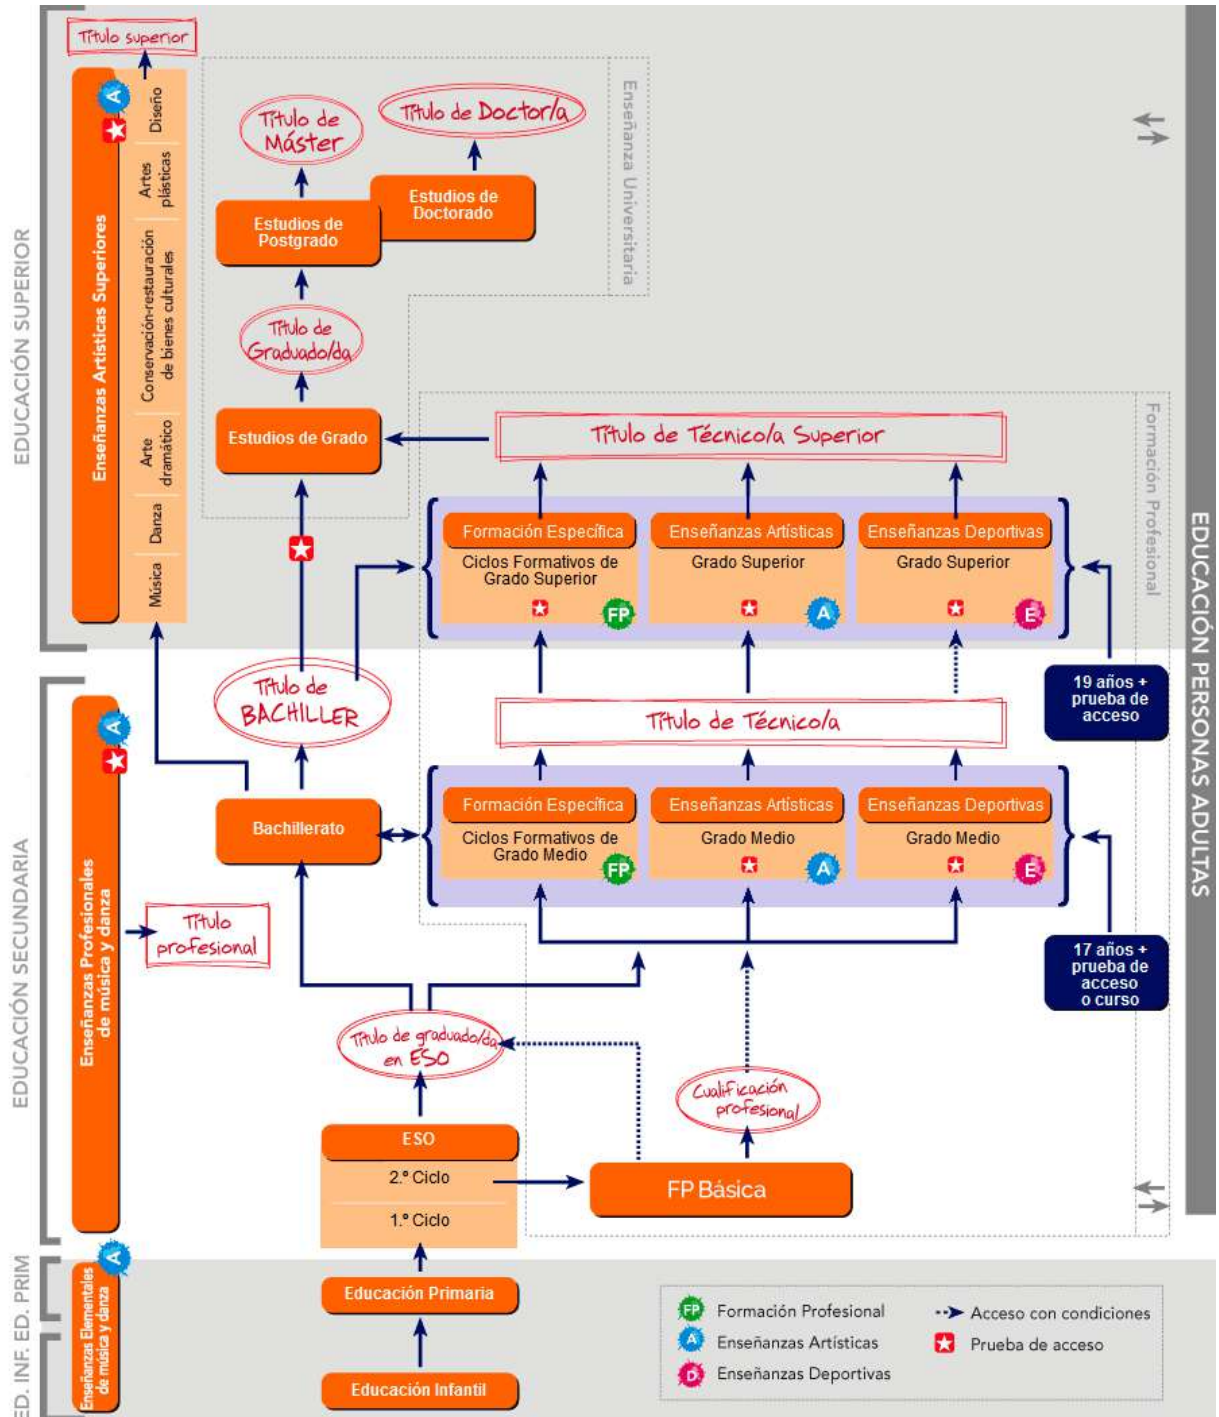 Título superior
EDUCACIÓN SUPERIOR
Enseñanzas Artísticas Superiores
A
Diseño
Artes
plásticas
Conservación-restauración
de bienes culturales
Arte
dramático
Danza
Música
Enseñanza Universitaria
Título de
Máster
Título de Doctor/a
Estudios de
Doctorado
Estudios de
Postgrado
Título de
Graduado/da
Estudios de Grado
Formación Profesional
Título de Técnico/a Superior
Formación Específica
Ciclos Formativos de
Grado Superior
FP
Enseñanzas Artísticas
Grado Superior
A
Enseñanzas Deportivas
Grado Superior
E
EDUCACIÓN PERSONAS ADULTAS
19 años +
prueba de
acceso
Título de
BACHILLER
Título de Técnico/a
EDUCACIÓN SECUNDARIA
Enseñanzas Profesionales
de música y danza
A
Título
profesional
Bachillerato
Formación Específica
Ciclos Formativos de
Grado Medio
FP
Enseñanzas Artísticas
Grado Medio
A
Enseñanzas Deportivas
Grado Medio
E
17 años +
prueba de
acceso
o curso
Título de graduado/da
en ESO
Cualificación
profesional
ESO
2.º Ciclo
1.º Ciclo
FP Básica
ED. INF. ED. PRIM
Enseñanzas Elementales
de música y danza
A
Educación Primaria
Educación Infantil
FP Formación Profesional
A Enseñanzas Artísticas
D Enseñanzas Deportivas
Acceso con condiciones
Prueba de acceso